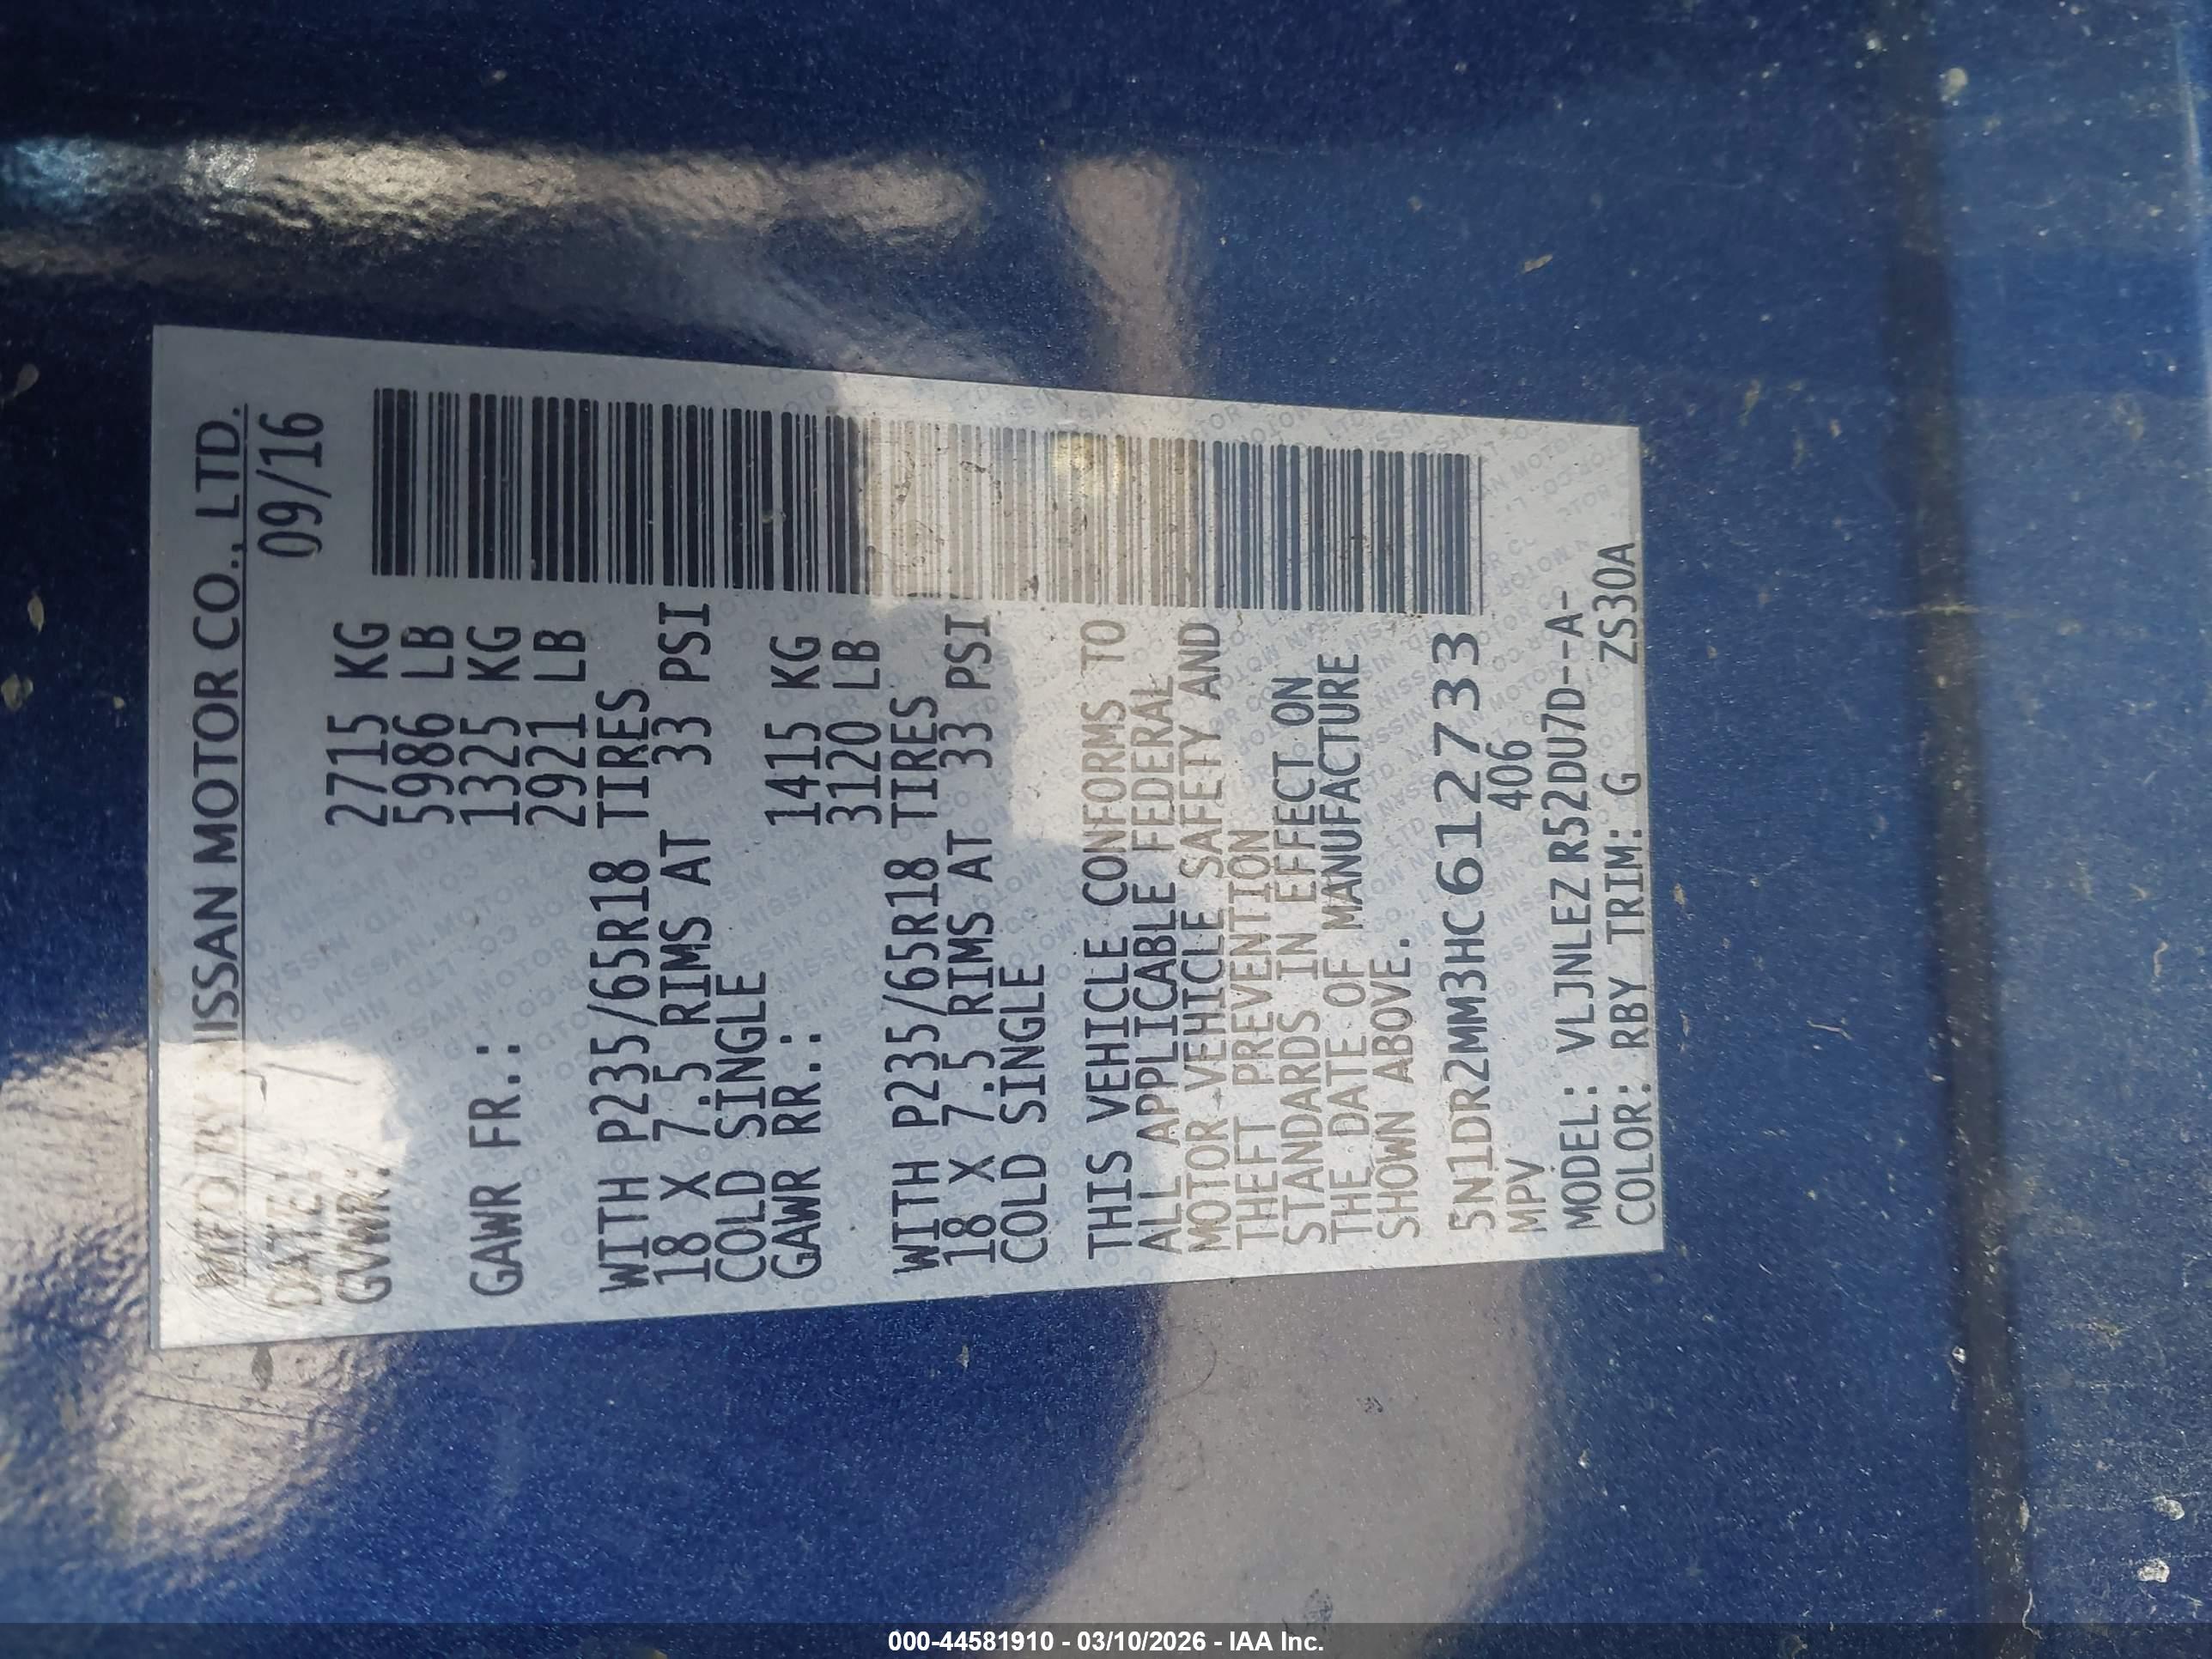 MFD BY NISSAN MOTOR CO., LTD.
DATE: 09/16
GVWR: 2715 KG
5986 LB
GAWR FR.: 1325 KG
2921 LB
WITH P235/65R18 TIRES
18 X 7.5 RIMS AT 33 PSI
COLD SINGLE
GAWR RR.: 1415 KG
3120 LB
WITH P235/65R18 TIRES
18 X 7.5 RIMS AT 33 PSI
COLD SINGLE
THIS VEHICLE CONFORMS TO
ALL APPLICABLE FEDERAL
MOTOR VEHICLE SAFETY AND
THEFT PREVENTION
STANDARDS IN EFFECT ON
THE DATE OF MANUFACTURE
SHOWN ABOVE.
5N1DR2MM3HC612733
MPV 406
MODEL: VLJNLEZ R52DU7D--A-
COLOR: RBY TRIM: G ZS30A
000-44581910 - 03/10/2026 - IAA Inc.